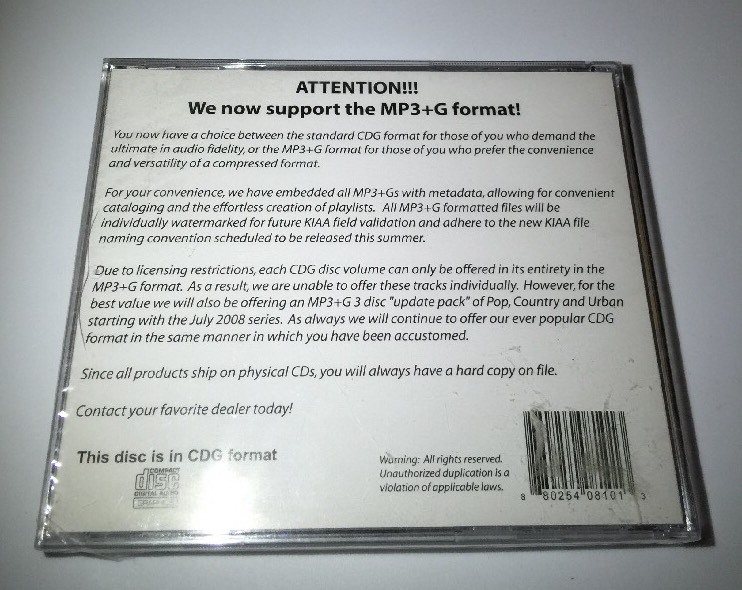 ATTENTION!!!
We now support the MP3+G format!
You now have a choice between the standard CDG format for those of you who demand the
ultimate in audio fidelity, or the MP3+G format for those of you who prefer the convenience
and versatility of a compressed format.
For your convenience, we have embedded all MP3+Gs with metadata, allowing for convenient
cataloging and the effortless creation of playlists. All MP3+G formatted files will be
individually watermarked for future KIAA field validation and adhere to the new KIAA file
naming convention scheduled to be released this summer.
Due to licensing restrictions, each CDG disc volume can only be offered in its entirety in the
MP3+G format. As a result, we are unable to offer these tracks individually. However, for the
best value we will also be offering an MP3+G 3 disc "update pack" of Pop, Country and Urban
starting with the July 2008 series. As always we will continue to offer our ever popular CDG
format in the same manner in which you have been accustomed.
Since all products ship on physical CDs, you will always have a hard copy on file.
Contact your favorite dealer today!
This disc is in CDG format
COMPACT
disc
DIGITAL AUDIO
Warning: All rights reserved.
Unauthorized duplication is a
violation of applicable laws.
8 80254 08101